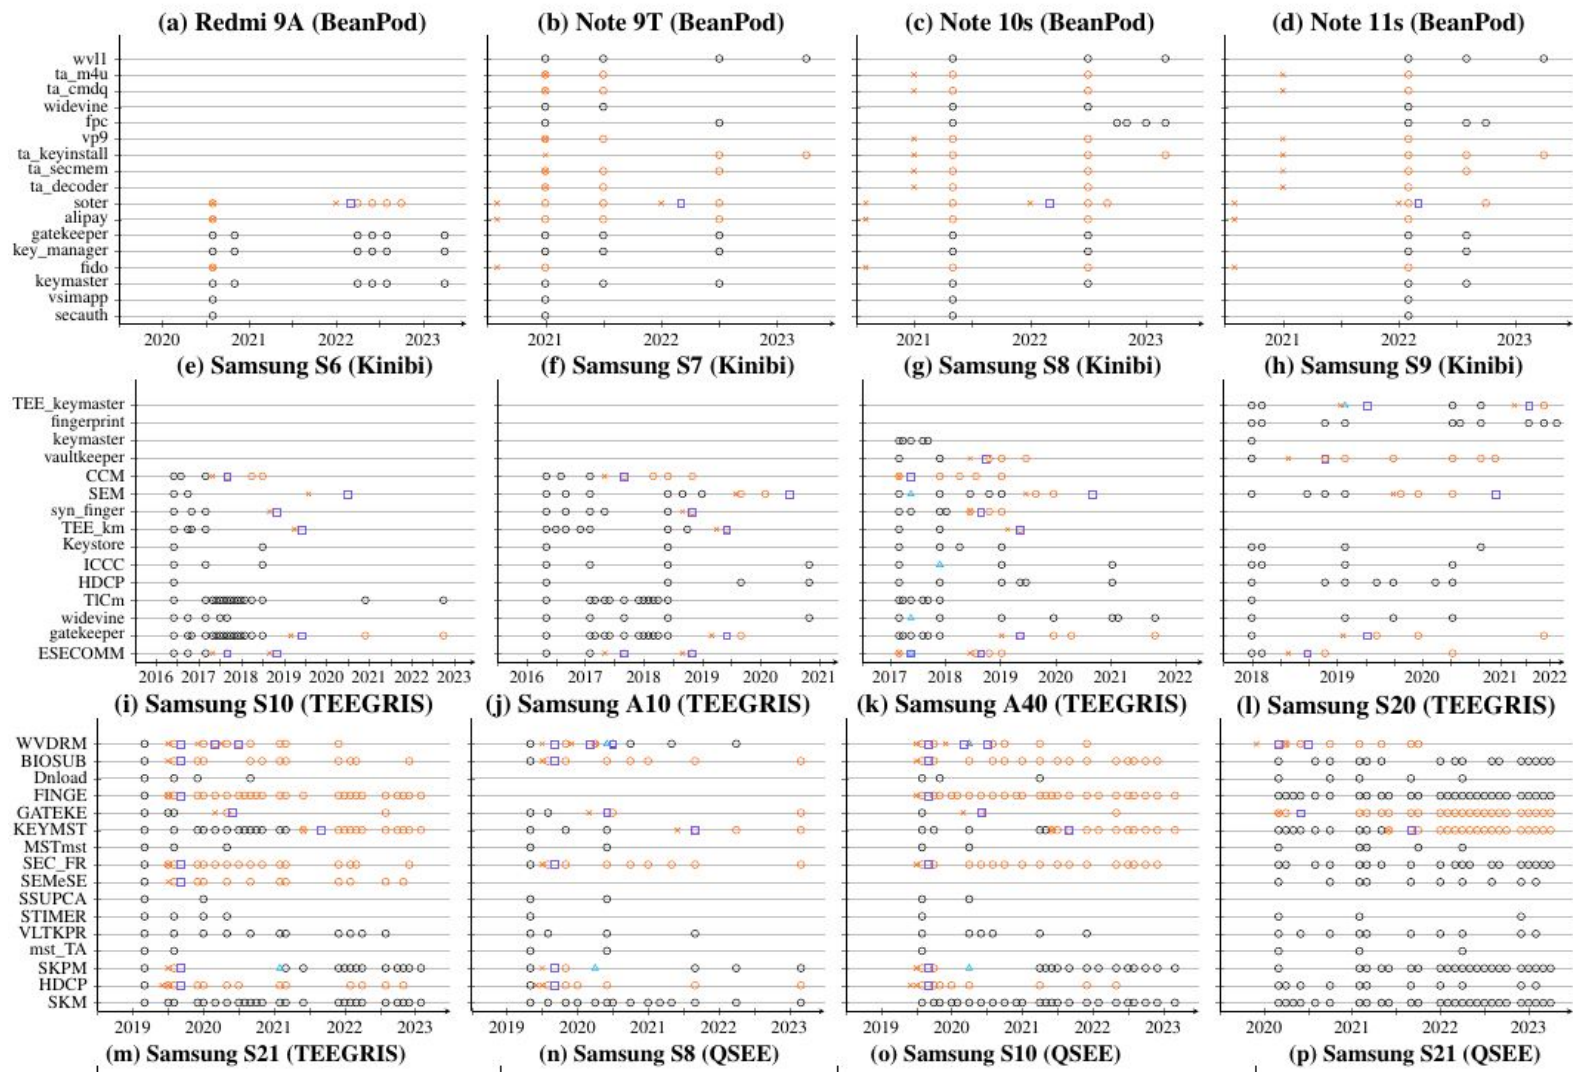 (a) Redmi 9A (BeanPod) (b) Note 9T (BeanPod) (c) Note 10s (BeanPod) (d) Note 11s (BeanPod)
wvl1
ta_m4u
ta_cmdq
widevine
fpc
vp9
ta_keyinstall
ta_secmem
ta_decoder
soter
alipay
gatekeeper
key_manager
fido
keymaster
vsimapp
secauth
2020 2021 2022 2023 2021 2022 2023 2021 2022 2023 2021 2022 2023
(e) Samsung S6 (Kinibi) (f) Samsung S7 (Kinibi) (g) Samsung S8 (Kinibi) (h) Samsung S9 (Kinibi)
TEE_keymaster
fingerprint
keymaster
vaultkeeper
CCM
SEM
syn_finger
TEE_km
Keystore
ICCC
HDCP
TICm
widevine
gatekeeper
ESECOMM
2016 2017 2018 2019 2020 2021 2022 2023 2016 2017 2018 2019 2020 2021 2017 2018 2019 2020 2021 2022 2018 2019 2020 2021 2022
(i) Samsung S10 (TEEGRIS) (j) Samsung A10 (TEEGRIS) (k) Samsung A40 (TEEGRIS) (l) Samsung S20 (TEEGRIS)
WVDRM
BIOSUB
Dnload
FINGE
GATEKE
KEYMST
MSTmst
SEC_FR
SEMeSE
SSUPCA
STIMER
VLTKPR
mst_TA
SKPM
HDCP
SKM
2019 2020 2021 2022 2023 2019 2020 2021 2022 2023 2019 2020 2021 2022 2023 2020 2021 2022 2023
(m) Samsung S21 (TEEGRIS) (n) Samsung S8 (QSEE) (o) Samsung S10 (QSEE) (p) Samsung S21 (QSEE)